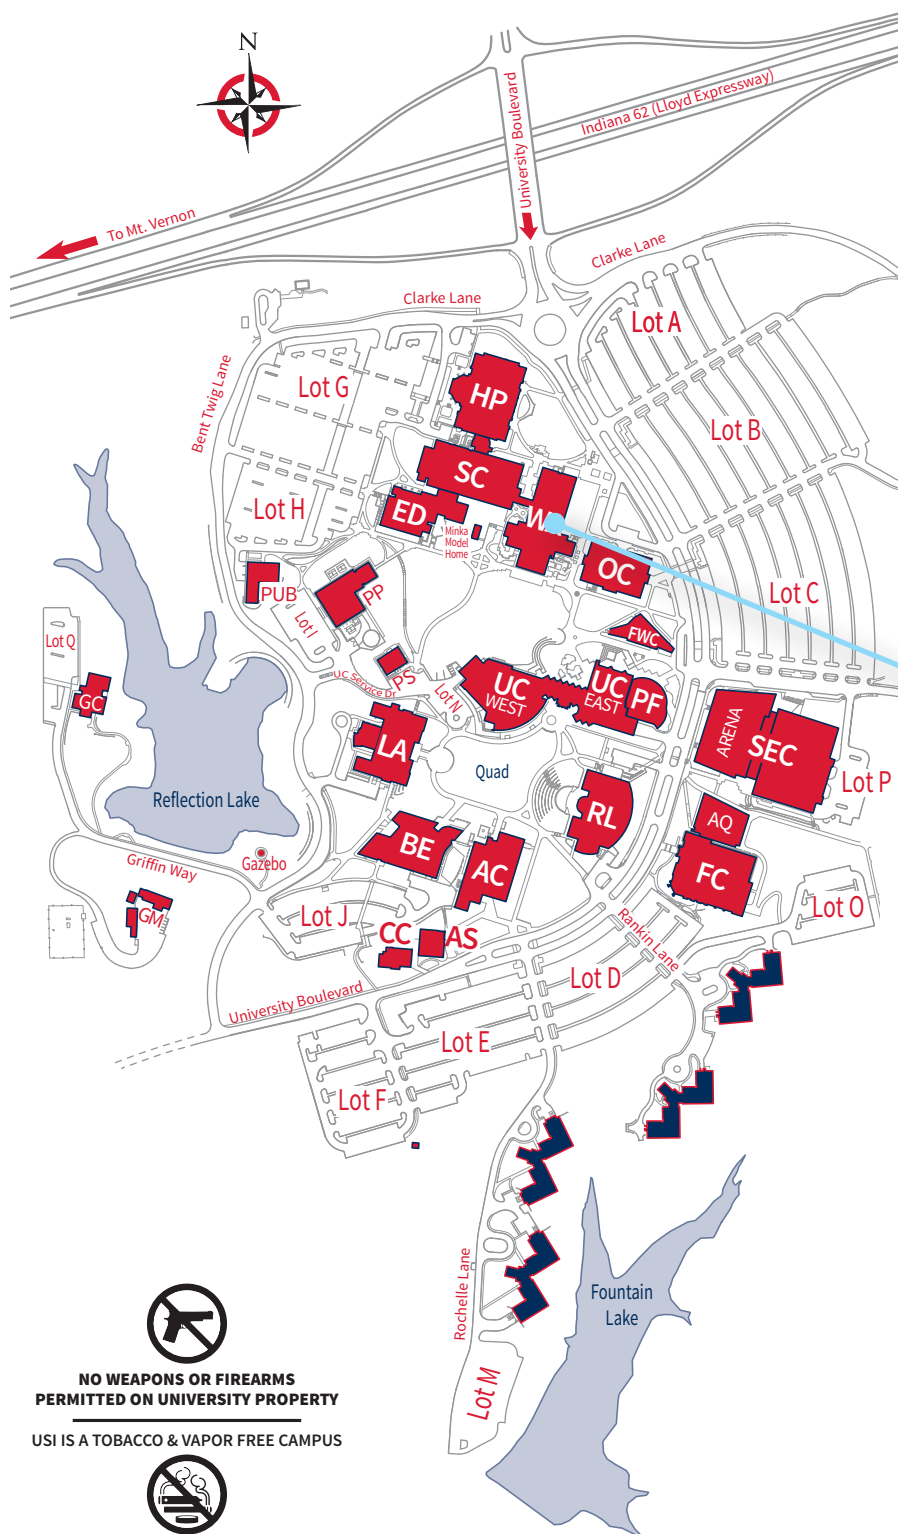 N
University Boulevard
Indiana 62 (Lloyd Expressway)
To Mt. Vernon
Clarke Lane
Clarke Lane
Lot A
Bent Twig Lane
Lot G
HP
Lot B
SC
Lot H
ED
Minka
Model
Home
OC
PUB
PP
Lot C
Lot I
FWC
Lot Q
PS
UC Service Dr
Lot N
UC
WEST
UC
EAST
PF
GC
LA
ARENA
SEC
Quad
Lot P
Reflection Lake
RL
AQ
BE
Gazebo
Griffin Way
AC
FC
GM
Lot J
CC
AS
Rankin Lane
Lot O
University Boulevard
Lot D
Lot E
Lot F
Rochelle Lane
Fountain
Lake
Lot M
NO WEAPONS OR FIREARMS
PERMITTED ON UNIVERSITY PROPERTY
USI IS A TOBACCO & VAPOR FREE CAMPUS